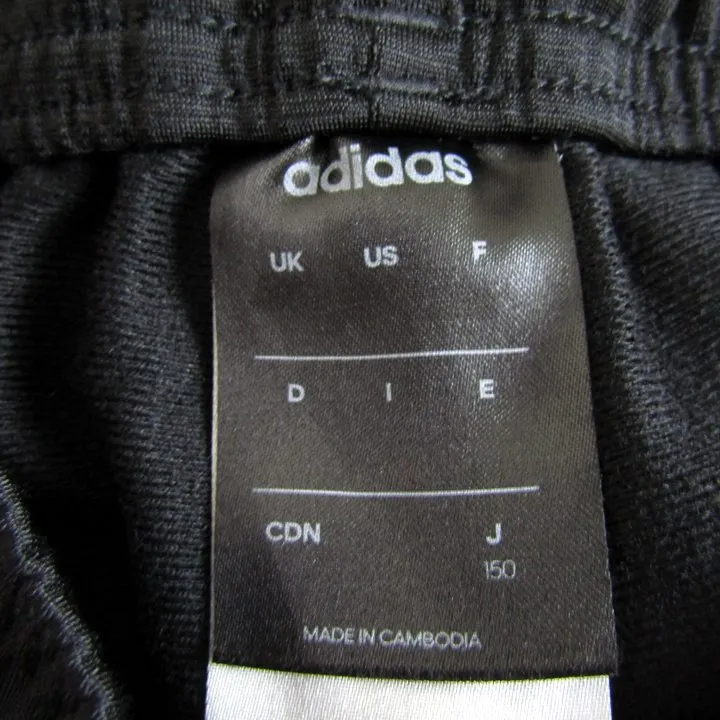 adidas
UK US F
D I E
CDN J
150
MADE IN CAMBODIA